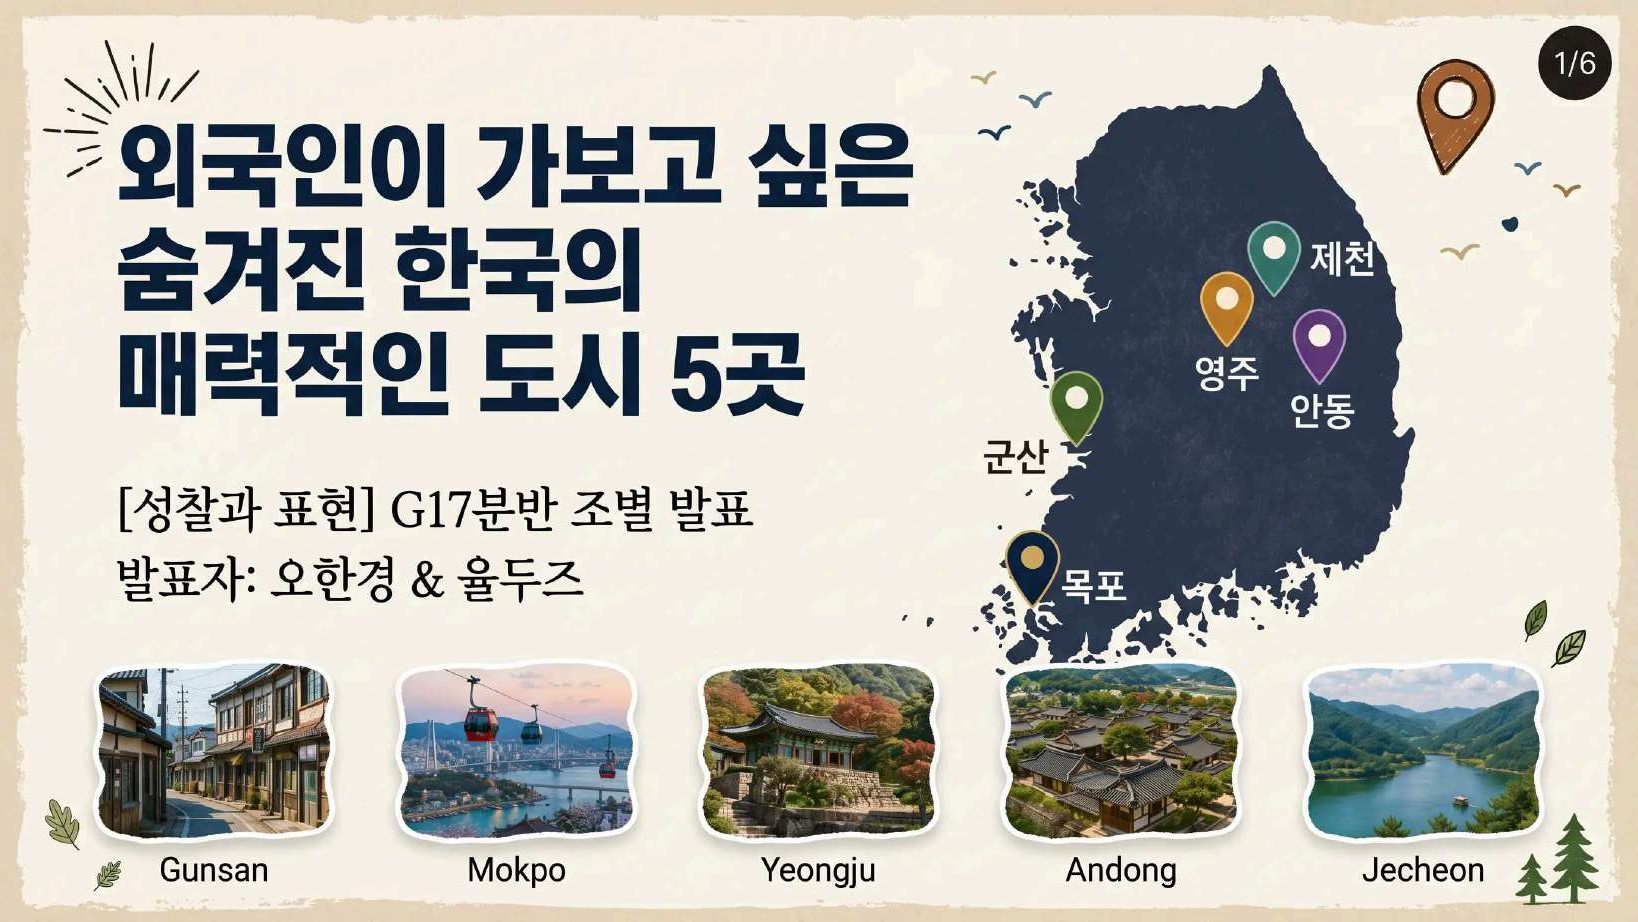 1/6
외국인이 가보고 싶은
숨겨진 한국의
매력적인 도시 5곳
[성찰과 표현] G17분반 조별 발표
발표자: 오한경 & 율두즈
제천
영주
안동
군산
목포
Gunsan
Mokpo
Yeongju
Andong
Jecheon